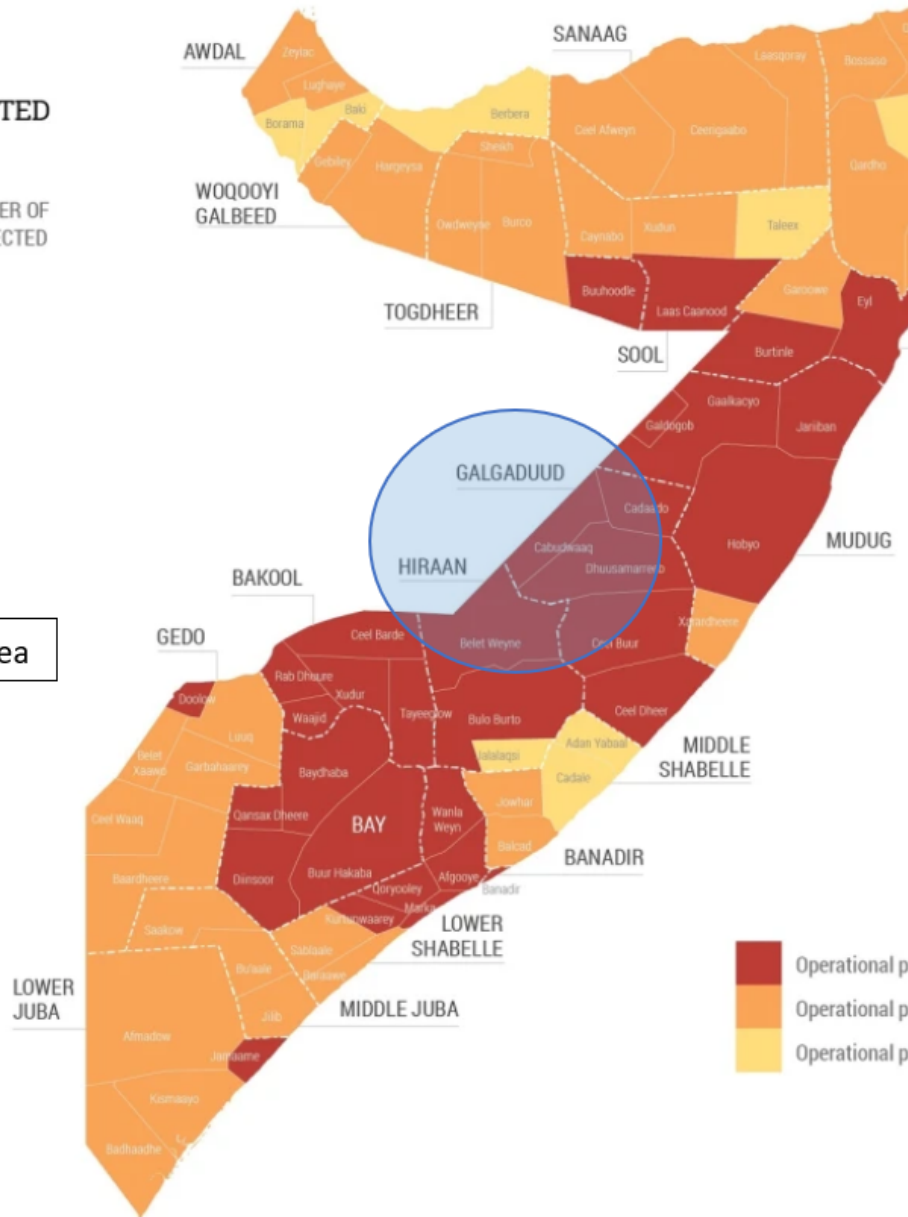 SANAAG
AWDAL
Zeylac
Laasqoray
Bossaso
Lughaye
TED
Baki
Berbera
Borama
Ceel Afweyn
Ceerigaabo
Sheikh
Gebiley
Hargeysa
Qardho
WOQOOYI
GALBEED
ER OF
ECTED
Owdweyne
Burco
Caynabo
Xudun
Taleex
Buuhoodle
Garoowe
Eyl
Laas Caanood
TOGDHEER
SOOL
Burtinle
Gaalkacyo
Galdogob
Jariiban
GALGADUUD
Cadaado
Cabudwaaq
Hobyo
MUDUG
HIRAAN
Dhuusamarreeb
BAKOOL
Xarardheere
GEDO
Ceel Barde
Belet Weyne
Ceel Buur
ea
Rab Dhuure
Doolow
Xudur
Waajid
Tayeeglow
Bulo Burto
Ceel Dheer
Luuq
Belet
Xaawo
Garbahaarey
Jalalaqsi
Adan Yabaal
MIDDLE
SHABELLE
Baydhaba
Cadale
Ceel Waaq
Qansax Dheere
Wanla
Weyn
Jowhar
BAY
Balcad
BANADIR
Baardheere
Diinsoor
Buur Hakaba
Afgooye
Qoryooley
Banadir
Marka
Kurtunwaarey
LOWER
SHABELLE
Saakow
Sablaale
Bu'aale
Baraawe
LOWER
JUBA
Jilib
MIDDLE JUBA
Afmadow
Jamaame
Kismaayo
Badhaadhe
Operational p
Operational p
Operational p